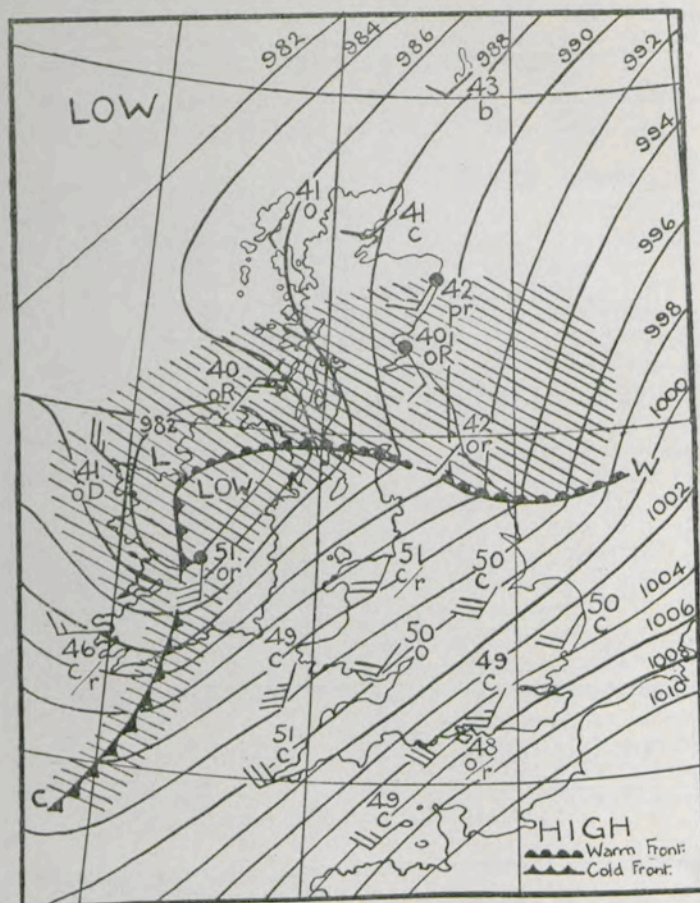 982
984
986
988
990
992
LOW
43
b
994
41
o
41
c
996
42
pr
998
40
oR
40
oR
1000
982
42
or
L
W
41
oD
LOW
1002
51
or
51
c/r
50
c
1004
50
c
1006
46
c/r
49
c
50
o
49
c
1008
1010
51
c
48
o/r
C
49
c
HIGH
Warm Front.
Cold Front.